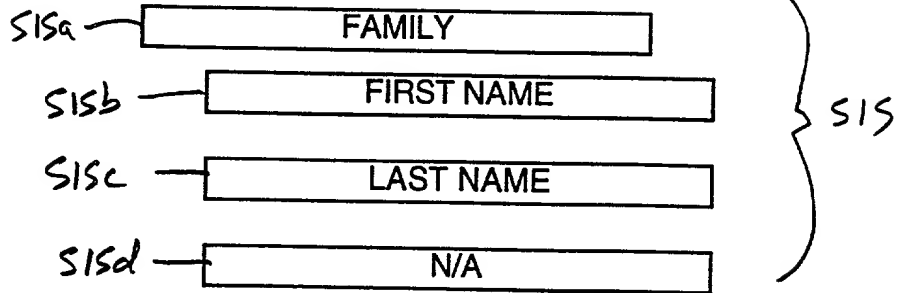 515a FAMILY
515b FIRST NAME
515
515c LAST NAME
515d N/A